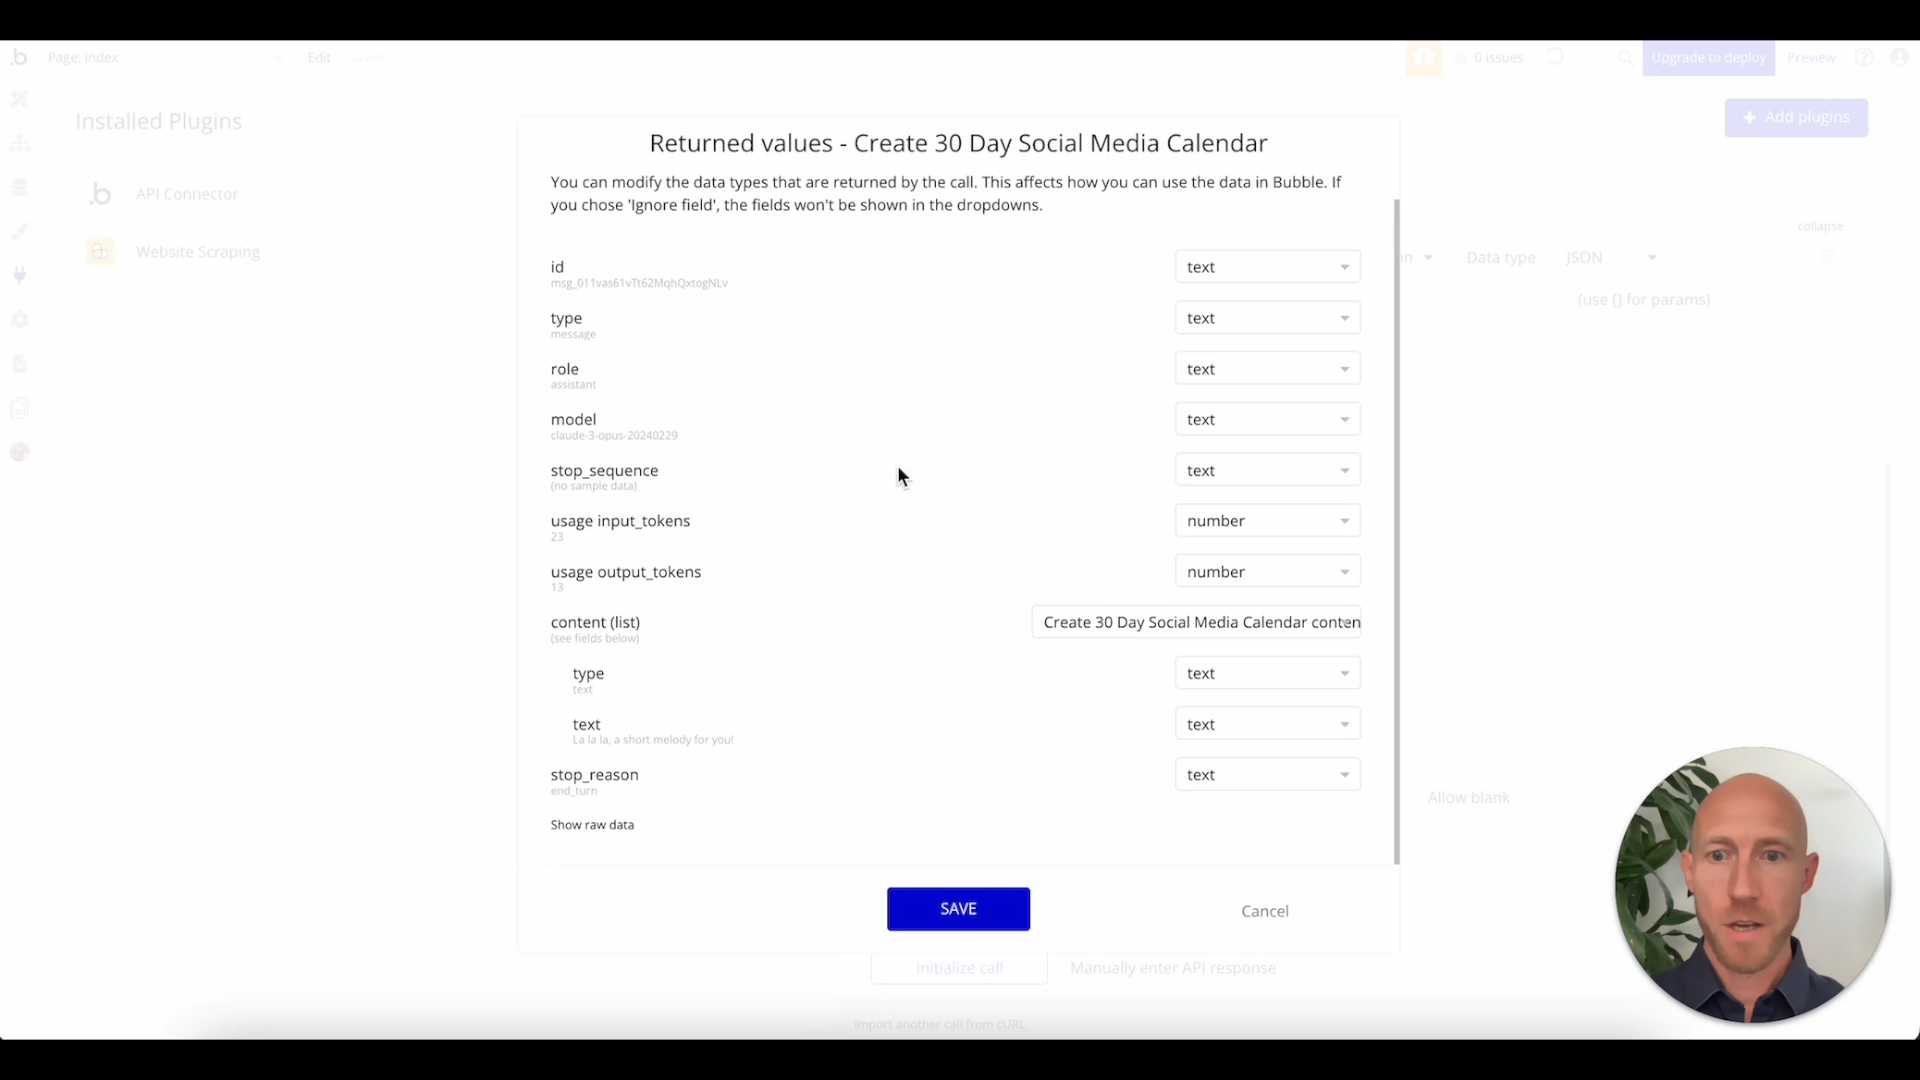 Page: index
Edit
Saved
0 issues
Upgrade to deploy
Preview
Installed Plugins
Add plugins
API Connector
Website Scraping
collapse
Data type
JSON
(use [] for params)
Allow blank
Returned values - Create 30 Day Social Media Calendar
You can modify the data types that are returned by the call. This affects how you can use the data in Bubble. If
you chose 'Ignore field', the fields won't be shown in the dropdowns.
id
text
msg_011vas61vTt62MqhQxtogNLv
type
text
message
role
text
assistant
model
text
claude-3-opus-20240229
stop_sequence
text
(no sample data)
usage input_tokens
number
23
usage output_tokens
number
13
content (list)
Create 30 Day Social Media Calendar conten
(see fields below)
type
text
text
text
text
La la la, a short melody for you!
stop_reason
text
end_turn
Show raw data
SAVE
Cancel
Initialize call
Manually enter API response
Import another call from cURL